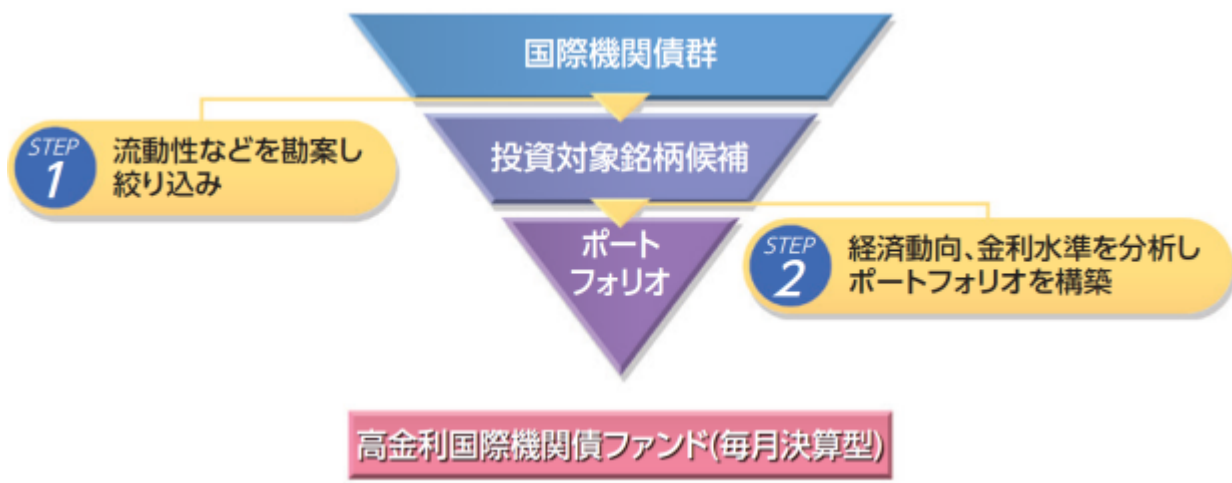 国際機関債群
STEP
1
流動性などを勘案し
絞り込み
投資対象銘柄候補
ポート
フォリオ
STEP
2
経済動向、金利水準を分析し
ポートフォリオを構築
高金利国際機関債ファンド(毎月決算型)